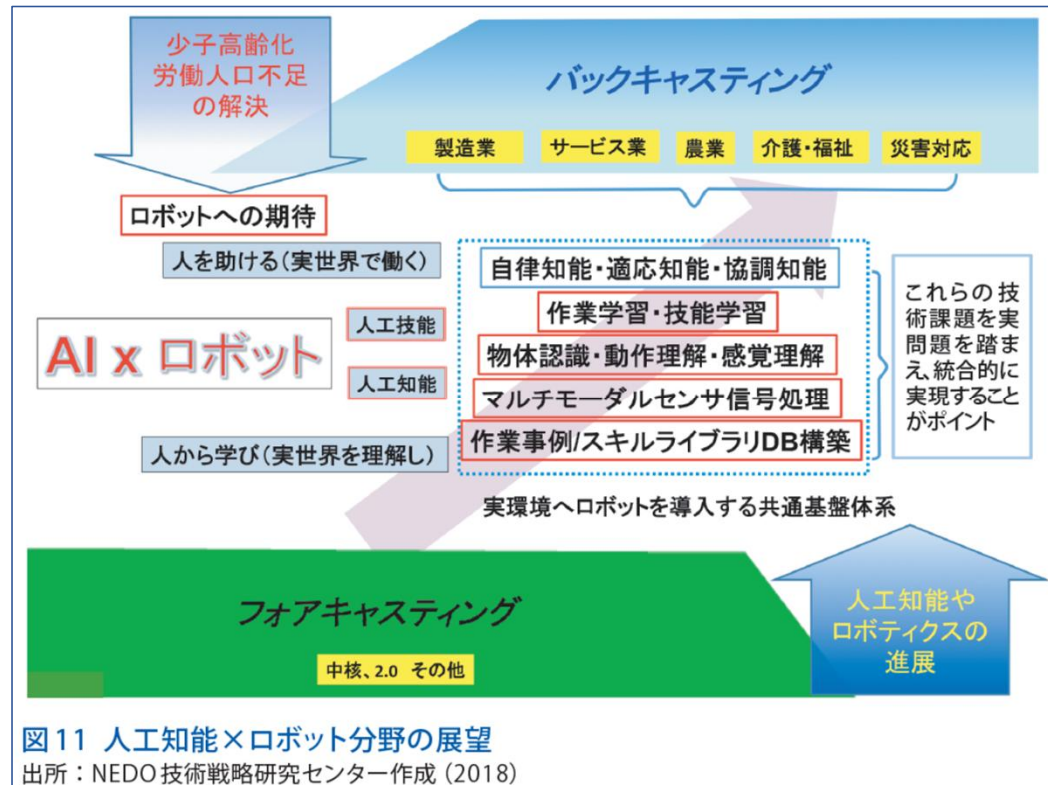 少子高齢化
労働人口不足
の解決
バックキャスティング
製造業 サービス業 農業 介護・福祉 災害対応
ロボットへの期待
人を助ける(実世界で働く)
AI x ロボット
人工技能
人工知能
人から学び(実世界を理解し)
自律知能・適応知能・協調知能
作業学習・技能学習
物体認識・動作理解・感覚理解
マルチモーダルセンサ信号処理
作業事例/スキルライブラリDB構築
これらの技
術課題を実
問題を踏ま
え、統合的に
実現すること
がポイント
実環境へロボットを導入する共通基盤体系
フォアキャスティング
中核、2.0 その他
人工知能や
ロボティクスの
進展
図11 人工知能×ロボット分野の展望
出所：NEDO技術戦略研究センター作成（2018）